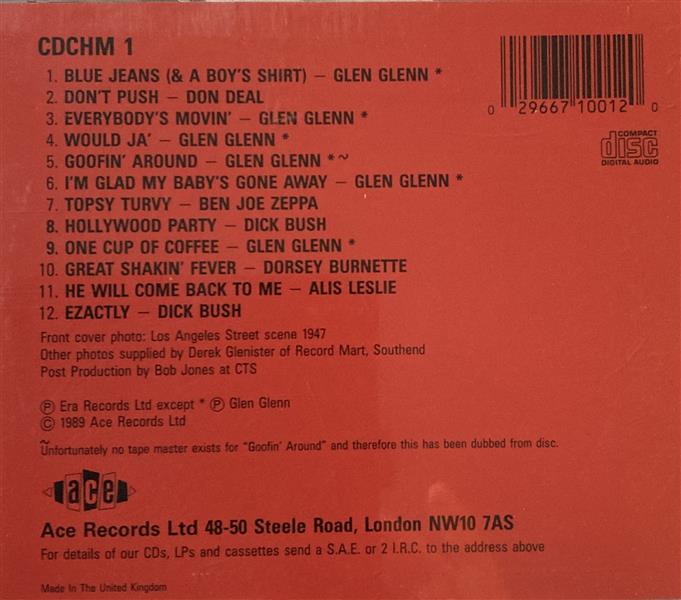 CDCHM 1
1. BLUE JEANS (& A BOY'S SHIRT) – GLEN GLENN *
2. DON'T PUSH – DON DEAL
3. EVERYBODY'S MOVIN' – GLEN GLENN *
4. WOULD JA' – GLEN GLENN *
5. GOOFIN' AROUND – GLEN GLENN *~
6. I'M GLAD MY BABY'S GONE AWAY – GLEN GLENN *
7. TOPSY TURVY – BEN JOE ZEPPA
8. HOLLYWOOD PARTY – DICK BUSH
9. ONE CUP OF COFFEE – GLEN GLENN *
10. GREAT SHAKIN' FEVER – DORSEY BURNETTE
11. HE WILL COME BACK TO ME – ALIS LESLIE
12. EZACTLY – DICK BUSH
0 29667 10012 0
COMPACT
disc
DIGITAL AUDIO
Front cover photo: Los Angeles Street scene 1947
Other photos supplied by Derek Glenister of Record Mart, Southend
Post Production by Bob Jones at CTS
℗ Era Records Ltd except * ℗ Glen Glenn
© 1989 Ace Records Ltd
~Unfortunately no tape master exists for "Goofin' Around" and therefore this has been dubbed from disc.
ace
Ace Records Ltd 48-50 Steele Road, London NW10 7AS
For details of our CDs, LPs and cassettes send a S.A.E. or 2 I.R.C. to the address above
Made In The United Kingdom